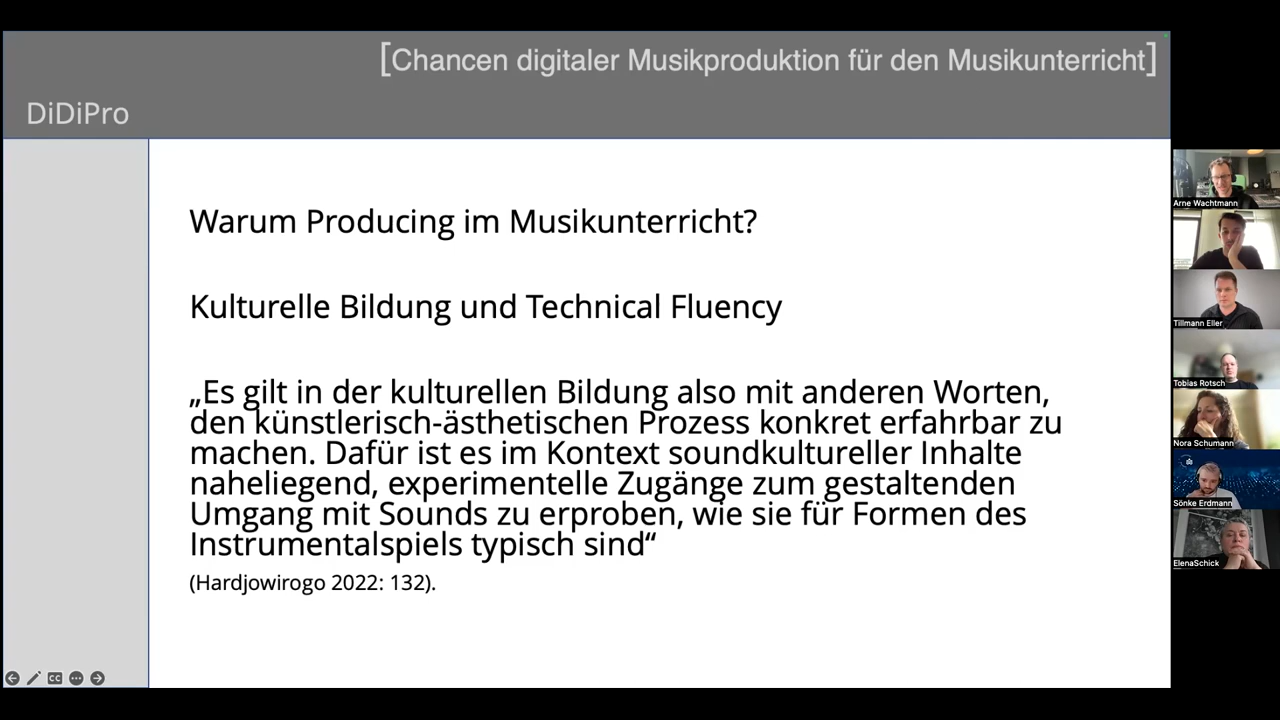 [Chancen digitaler Musikproduktion für den Musikunterricht]
DiDiPro
Warum Producing im Musikunterricht?
Kulturelle Bildung und Technical Fluency
„Es gilt in der kulturellen Bildung also mit anderen Worten,
den künstlerisch-ästhetischen Prozess konkret erfahrbar zu
machen. Dafür ist es im Kontext soundkultureller Inhalte
naheliegend, experimentelle Zugänge zum gestaltenden
Umgang mit Sounds zu erproben, wie sie für Formen des
Instrumentalspiels typisch sind“
(Hardjowirogo 2022: 132).
CC
Arne Wachtmann
Tillmann Eller
Tobias Rotsch
Nora Schumann
Sönke Erdmann
ElenaSchick